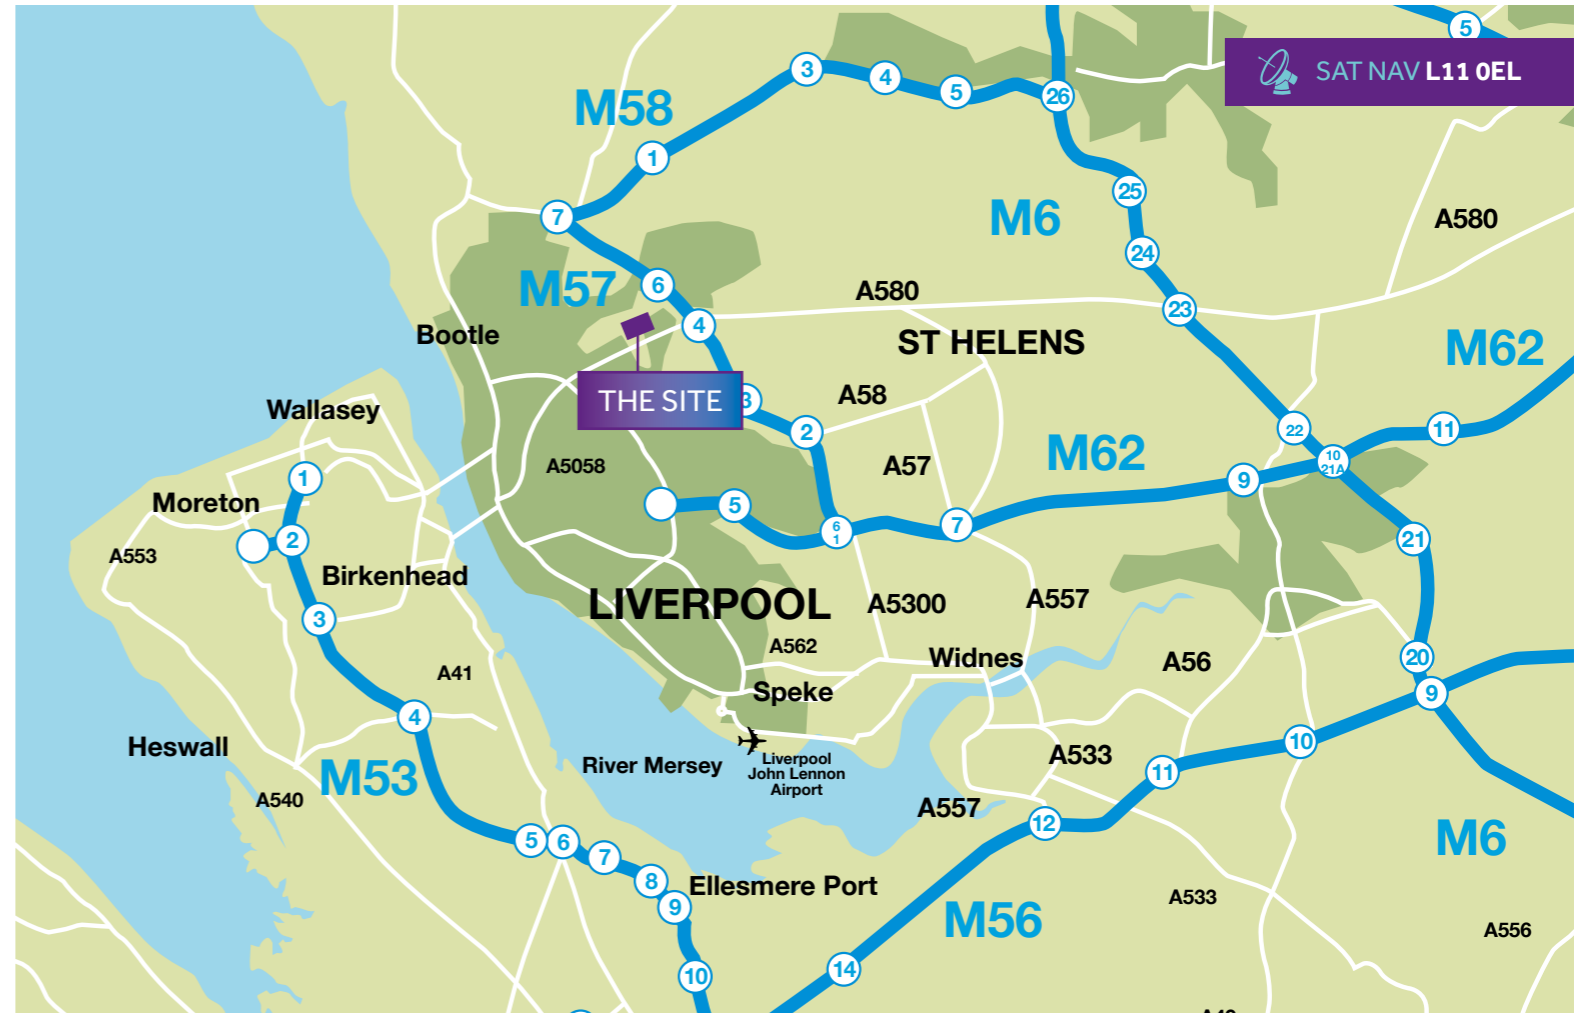 5
SAT NAV L11 0EL
3
4
5
26
M58
1
25
M6
A580
7
24
M57
6
A580
23
4
Bootle
ST HELENS
M62
THE SITE
3
A58
Wallasey
2
22
11
M62
10
21A
A5058
A57
1
9
Moreton
5
7
6
1
2
21
A553
Birkenhead
LIVERPOOL
A5300
A557
3
A562
Widnes
A56
20
A41
Speke
9
4
Heswall
River Mersey
Liverpool
John Lennon
Airport
A533
10
M53
11
A540
A557
12
M6
5
6
7
8
Ellesmere Port
9
A533
M56
A556
10
14